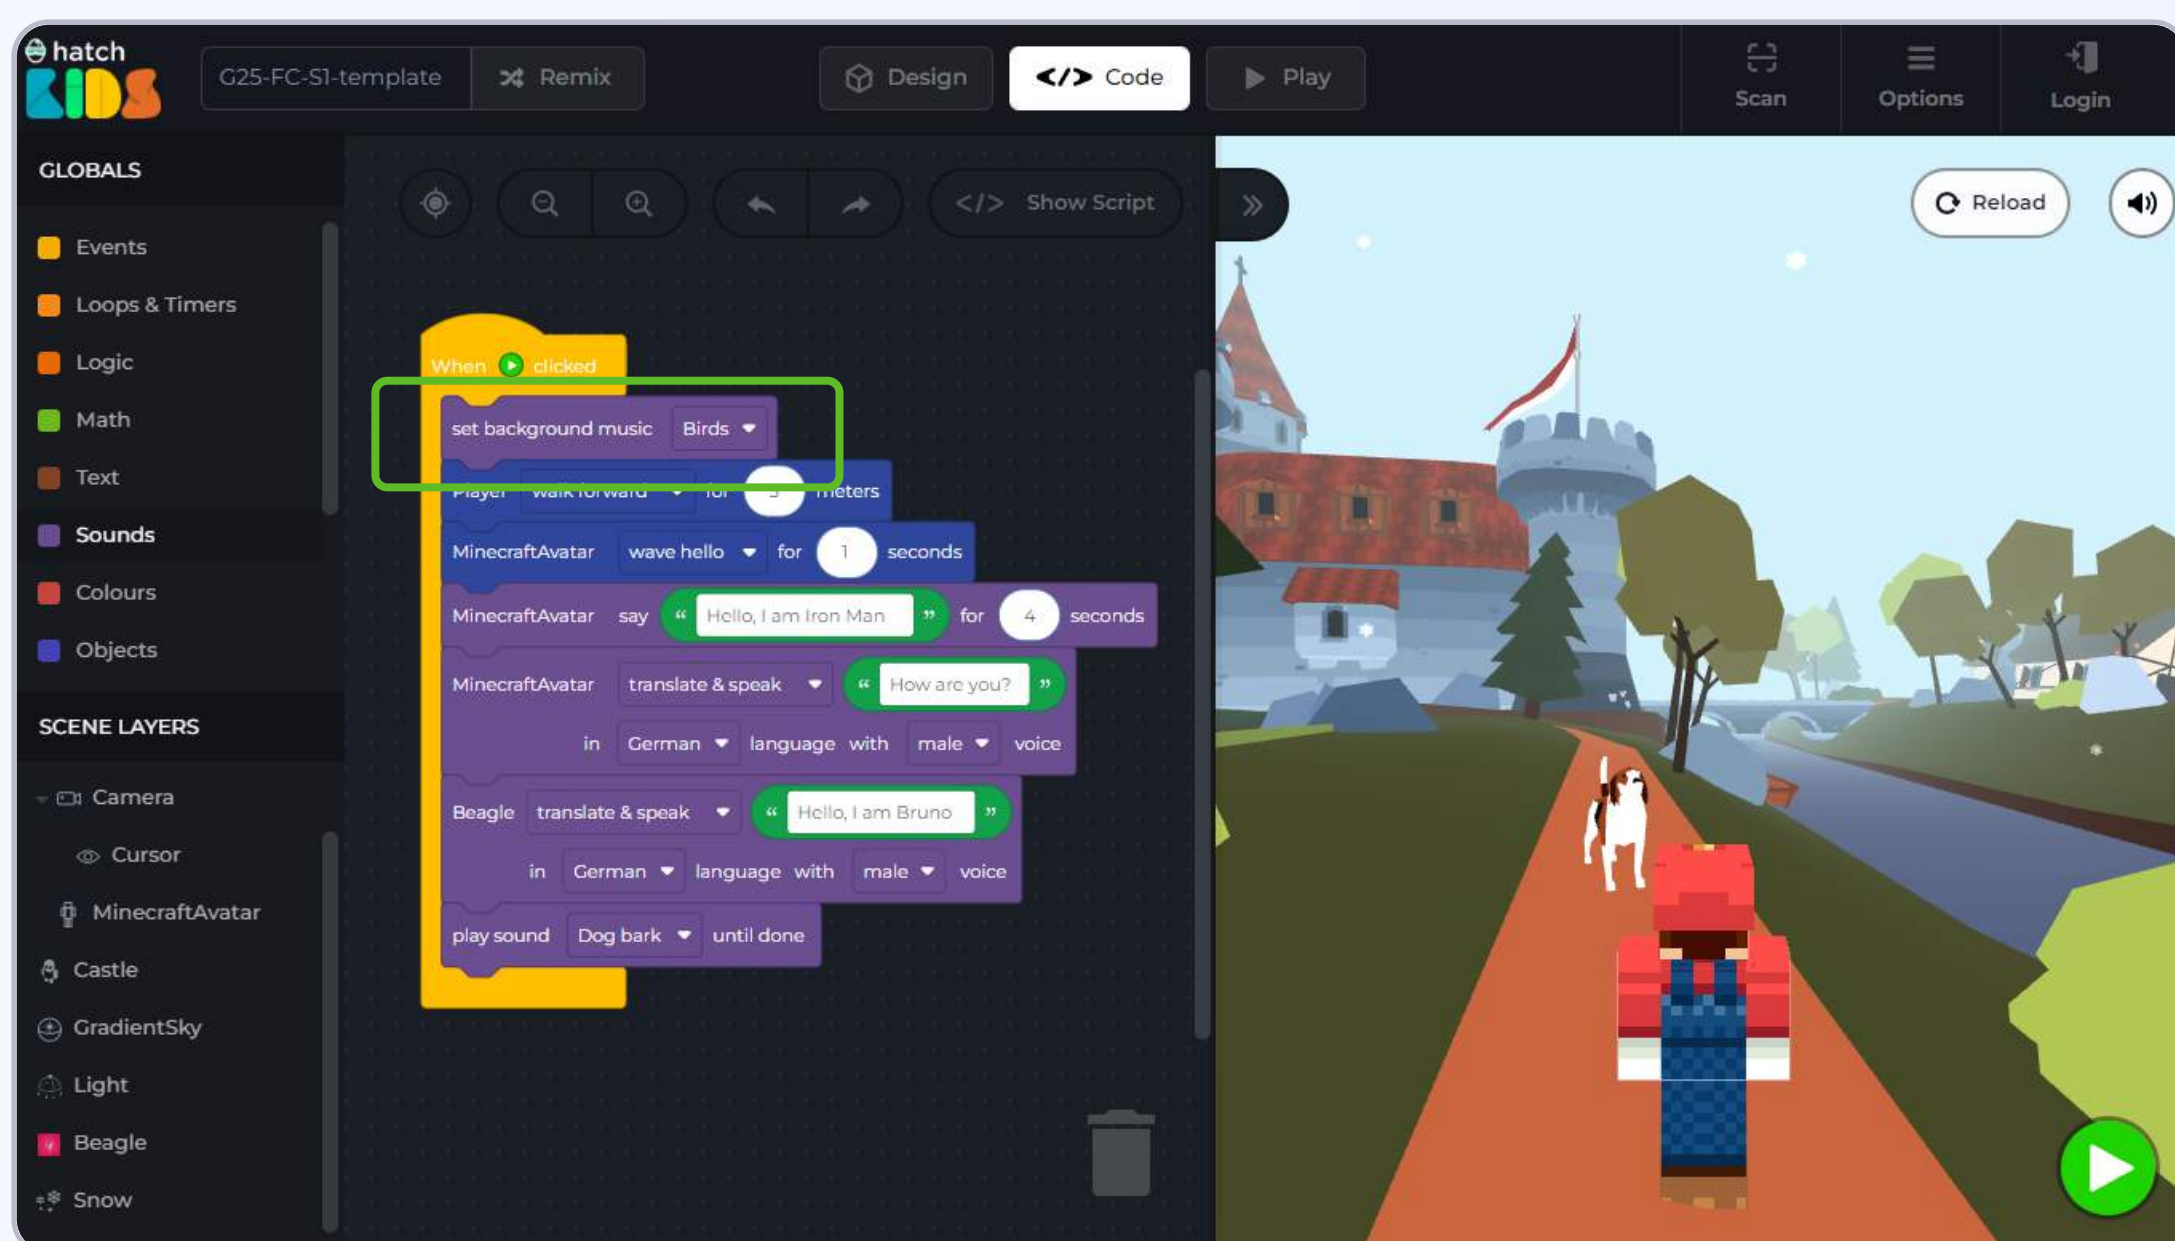 hatch
KIDS
G25-FC-S1-template
Remix
Design
</> Code
Play
Scan
Options
Login
GLOBALS
Events
Loops & Timers
Logic
Math
Text
Sounds
Colours
Objects
SCENE LAYERS
Camera
Cursor
MinecraftAvatar
Castle
GradientSky
Light
Beagle
Snow
</> Show Script
When clicked
set background music Birds
Player walk forward for meters
MinecraftAvatar wave hello for 1 seconds
MinecraftAvatar say “ Hello, I am Iron Man ” for 4 seconds
MinecraftAvatar translate & speak “ How are you? ”
in German language with male voice
Beagle translate & speak “ Hello, I am Bruno ”
in German language with male voice
play sound Dog bark until done
Reload